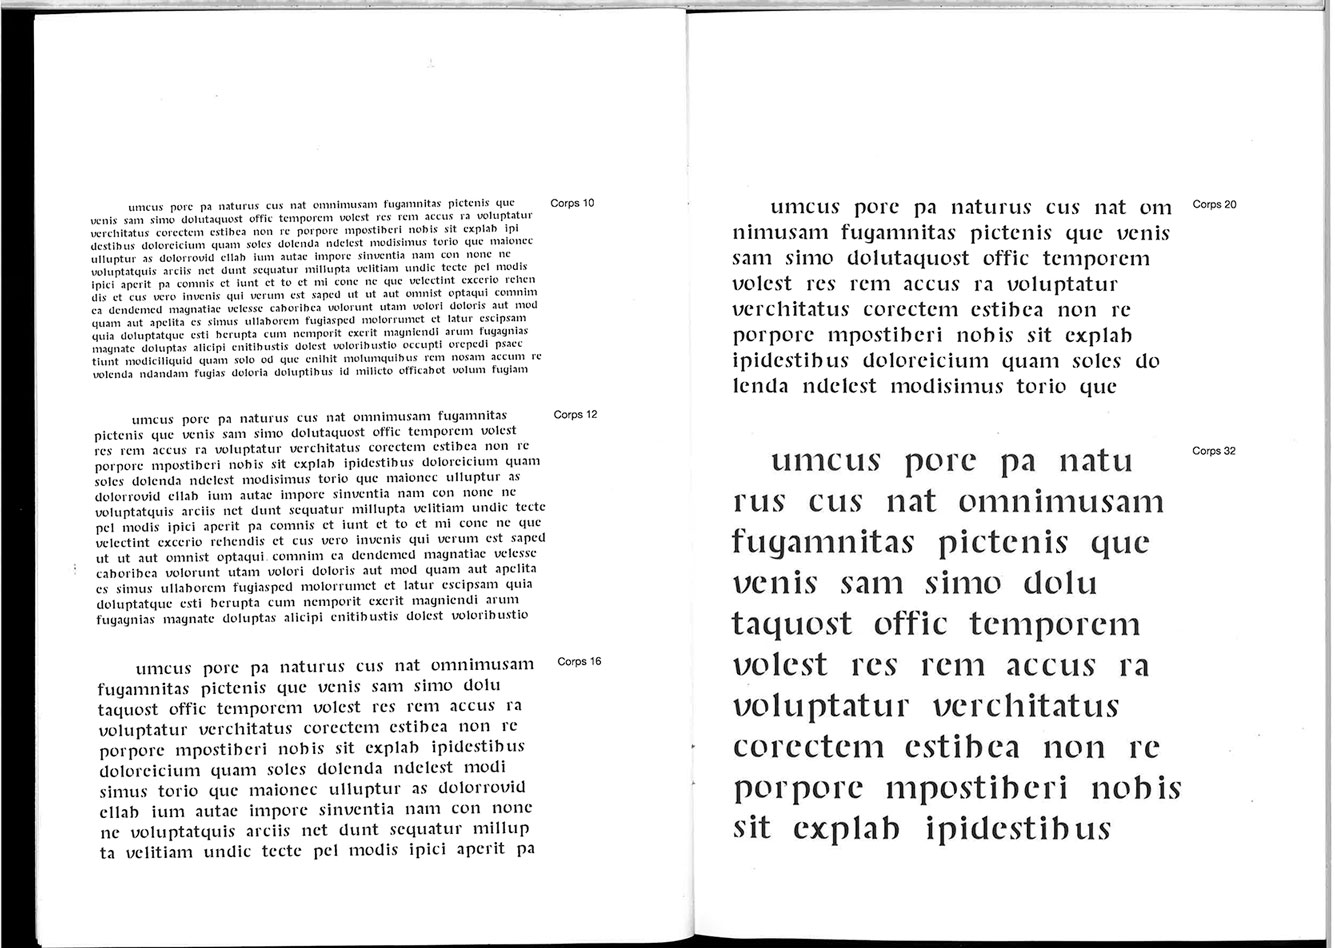 umcus pore pa naturus cus nat omnimusam fugamnitas pictenis que
Corps 10
venis sam simo dolutaquost offic temporem volest res rem accus ra voluptatur
verchitatus corectem estibea non re porpore mpostiberi nobis sit explab ipi
destibus doloreicium quam soles dolenda ndelest modisimus torio que maionec
ulluptur as dolorrovid ellab ium autae impore sinventia nam con none ne
voluptatquis arciis net dunt sequatur millupta velitiam undic tecte pel modis
ipici aperit pa comnis et iunt et to et mi cone ne que velectint excerio rehen
dis et cus vero invenis qui verum est saped ut ut aut omnist optaqui comnim
ea dendemed magnatiae velesse caboribea volorunt utam volori doloris aut mod
quam aut apelita es simus ullaborem fugiasped molorrumet et latur escipsam
quia doluptatque esti berupta cum nemporit exerit magniendi arum fugagnias
magnate doluptas alicipi enitibustis dolest voloribustio occupti orepedi psaec
tiunt modiciliquid quam solo od que enihit molumquibus rem nosam accum re
volenda ndandam fugias doloria doluptibus id milicto officabot volum fugiam
umcus pore pa naturus cus nat omnimusam fugamnitas
Corps 12
pictenis que venis sam simo dolutaquost offic temporem volest
res rem accus ra voluptatur verchitatus corectem estibea non re
porpore mpostiberi nobis sit explab ipidestibus doloreicium quam
soles dolenda ndelest modisimus torio que maionec ulluptur as
dolorrovid ellab ium autae impore sinventia nam con none ne
voluptatquis arciis net dunt sequatur millupta velitiam undic tecte
pel modis ipici aperit pa comnis et iunt et to et mi cone ne que
velectint excerio rehendis et cus vero invenis qui verum est saped
ut ut aut omnist optaqui comnim ea dendemed magnatiae velesse
caboribea volorunt utam volori doloris aut mod quam aut apelita
es simus ullaborem fugiasped molorrumet et latur escipsam quia
doluptatque esti berupta cum nemporit exerit magniendi arum
fugagnias magnate doluptas alicipi enitibustis dolest voloribustio
umcus pore pa naturus cus nat omnimusam
Corps 16
fugamnitas pictenis que venis sam simo dolu
taquost offic temporem volest res rem accus ra
voluptatur verchitatus corectem estibea non re
porpore mpostiberi nobis sit explab ipidestibus
doloreicium quam soles dolenda ndelest modi
simus torio que maionec ulluptur as dolorrovid
ellab ium autae impore sinventia nam con none
ne voluptatquis arciis net dunt sequatur millup
ta velitiam undic tecte pel modis ipici aperit pa
umcus pore pa naturus cus nat om
Corps 20
nimusam fugamnitas pictenis que venis
sam simo dolutaquost offic temporem
volest res rem accus ra voluptatur
verchitatus corectem estibea non re
porpore mpostiberi nobis sit explab
ipidestibus doloreicium quam soles do
lenda ndelest modisimus torio que
umcus pore pa natu
Corps 32
rus cus nat omnimusam
fugamnitas pictenis que
venis sam simo dolu
taquost offic temporem
volest res rem accus ra
voluptatur verchitatus
corectem estibea non re
porpore mpostiberi nobis
sit explab ipidestibus